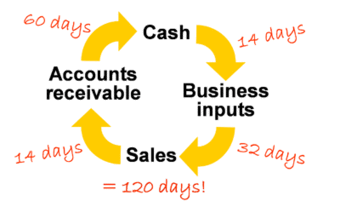 60 days
Cash
14 days
Accounts
receivable
Business
inputs
14 days
Sales
32 days
= 120 days!